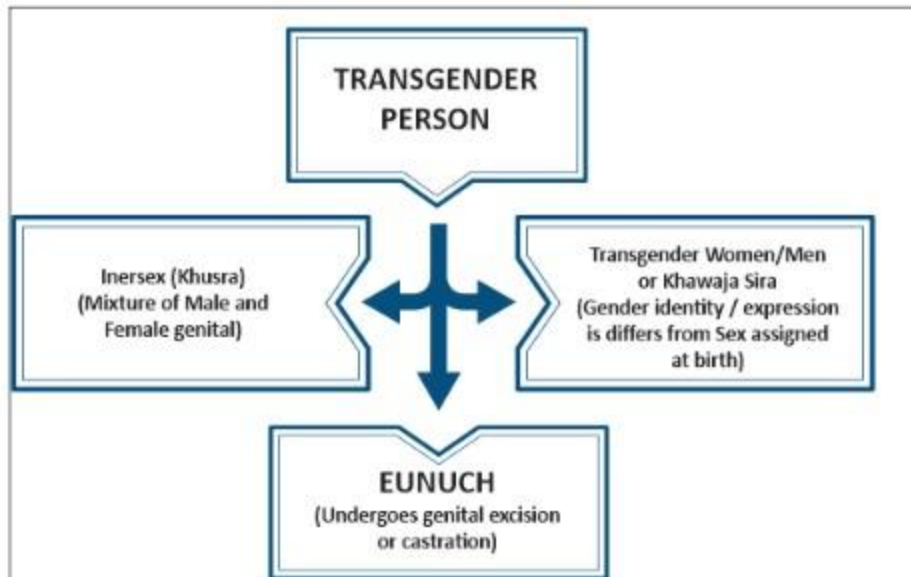 TRANSGENDER
PERSON
Inersex (Khusra)
(Mixture of Male and
Female genital)
Transgender Women/Men
or Khawaja Sira
(Gender identity / expression
is differs from Sex assigned
at birth)
EUNUCH
(Undergoes genital excision
or castration)